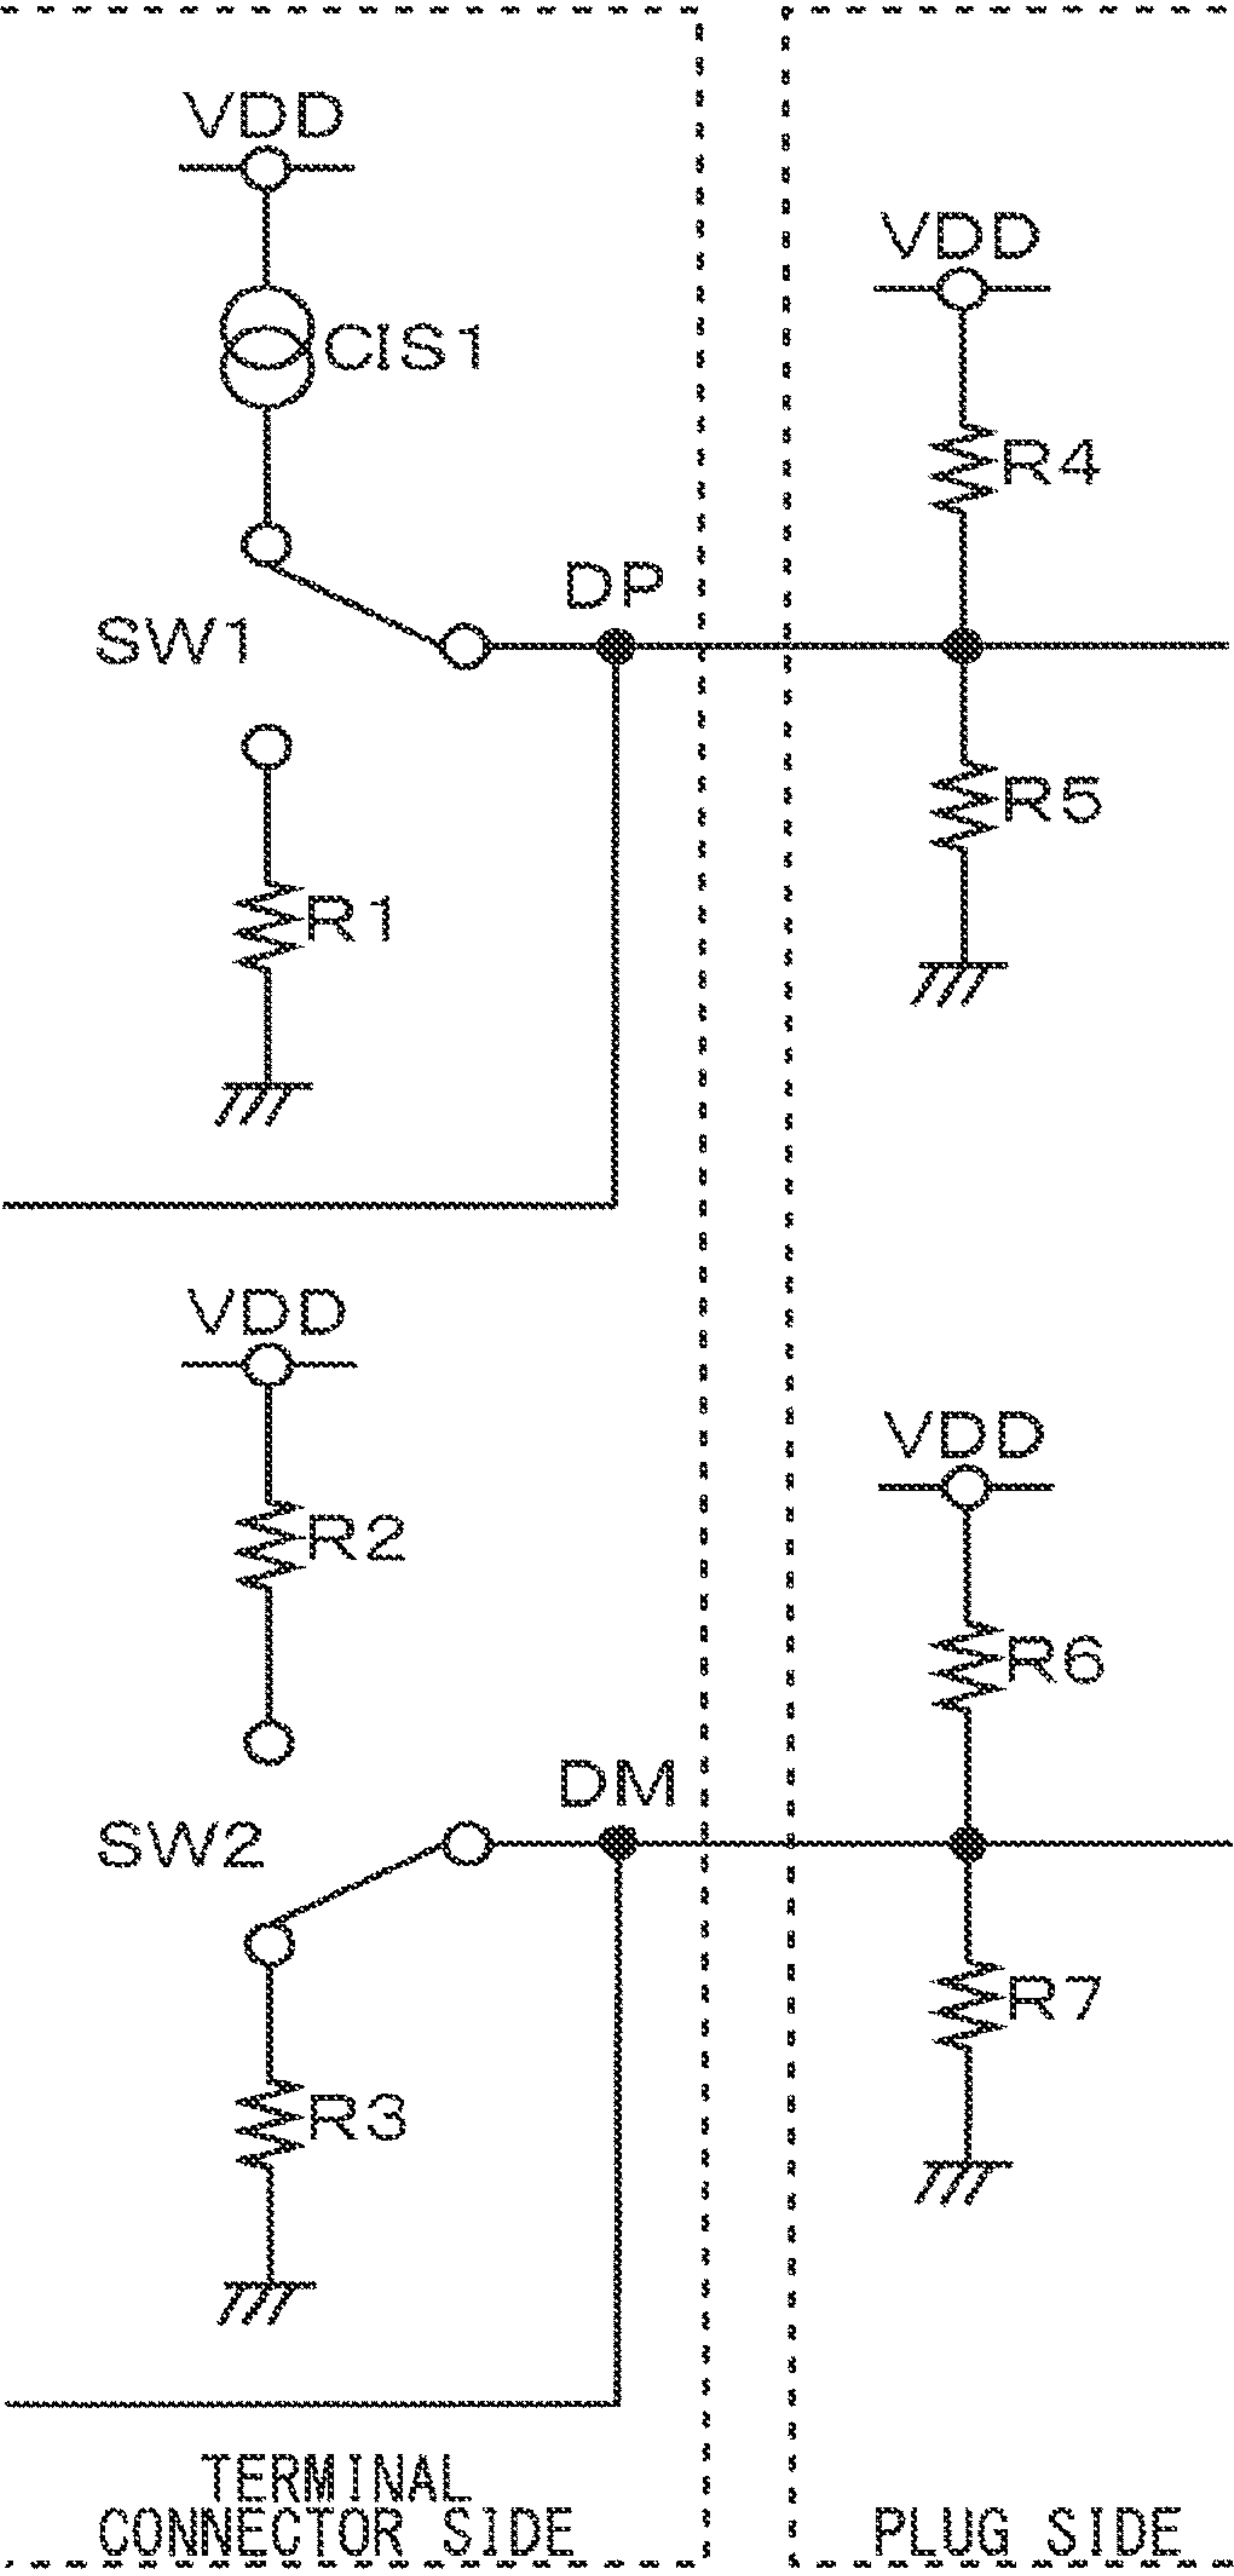 VDD
VDD
CIS1
R4
DP
SW1
R5
R1
VDD
VDD
R2
R6
DM
SW2
R7
R3
TERMINAL
CONNECTOR SIDE
PLUG SIDE